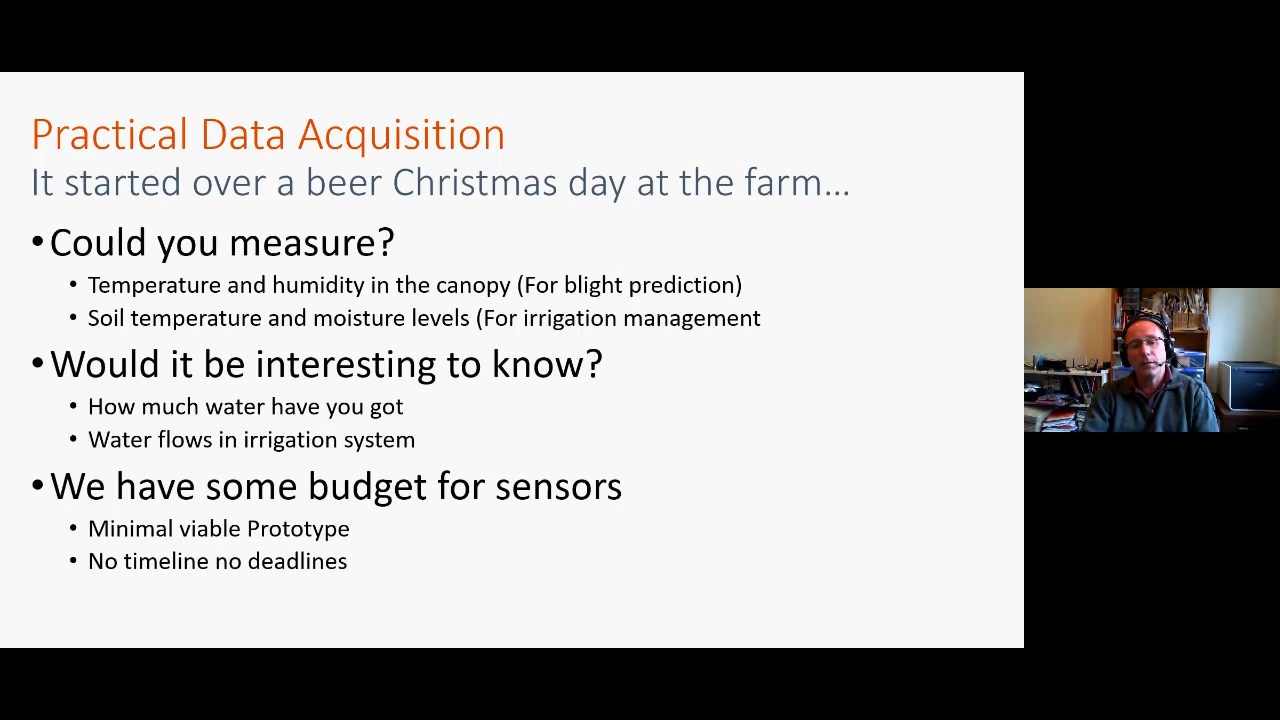 Practical Data Acquisition
It started over a beer Christmas day at the farm...
• Could you measure?
• Temperature and humidity in the canopy (For blight prediction)
• Soil temperature and moisture levels (For irrigation management
• Would it be interesting to know?
• How much water have you got
• Water flows in irrigation system
• We have some budget for sensors
• Minimal viable Prototype
• No timeline no deadlines